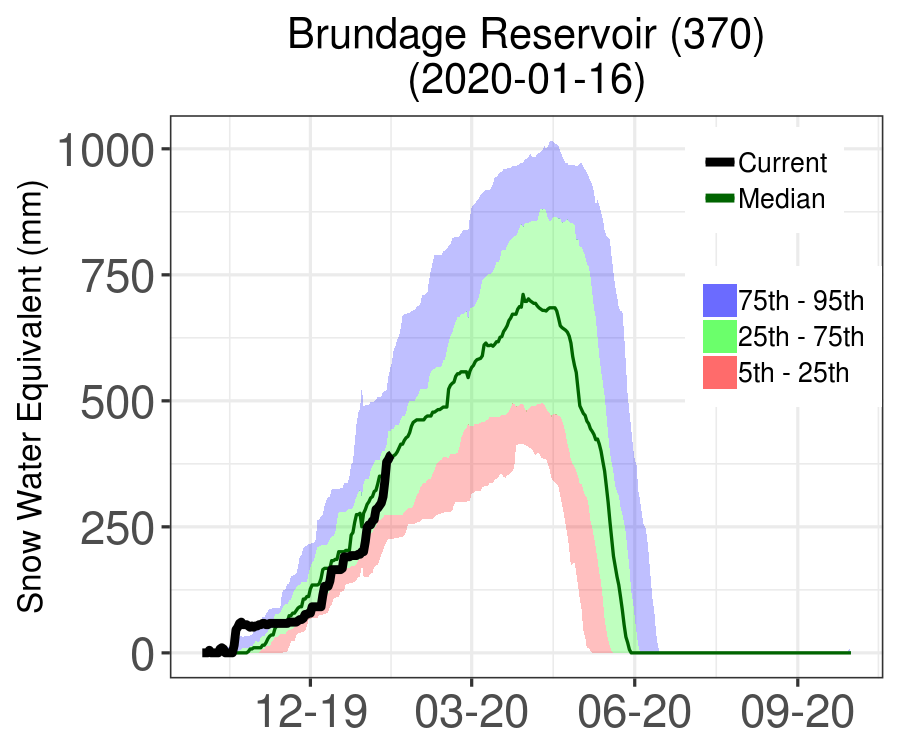 Brundage Reservoir (370)
(2020-01-16)
Snow Water Equivalent (mm)
1000
750
500
250
0
Current
Median
75th - 95th
25th - 75th
5th - 25th
12-19 03-20 06-20 09-20